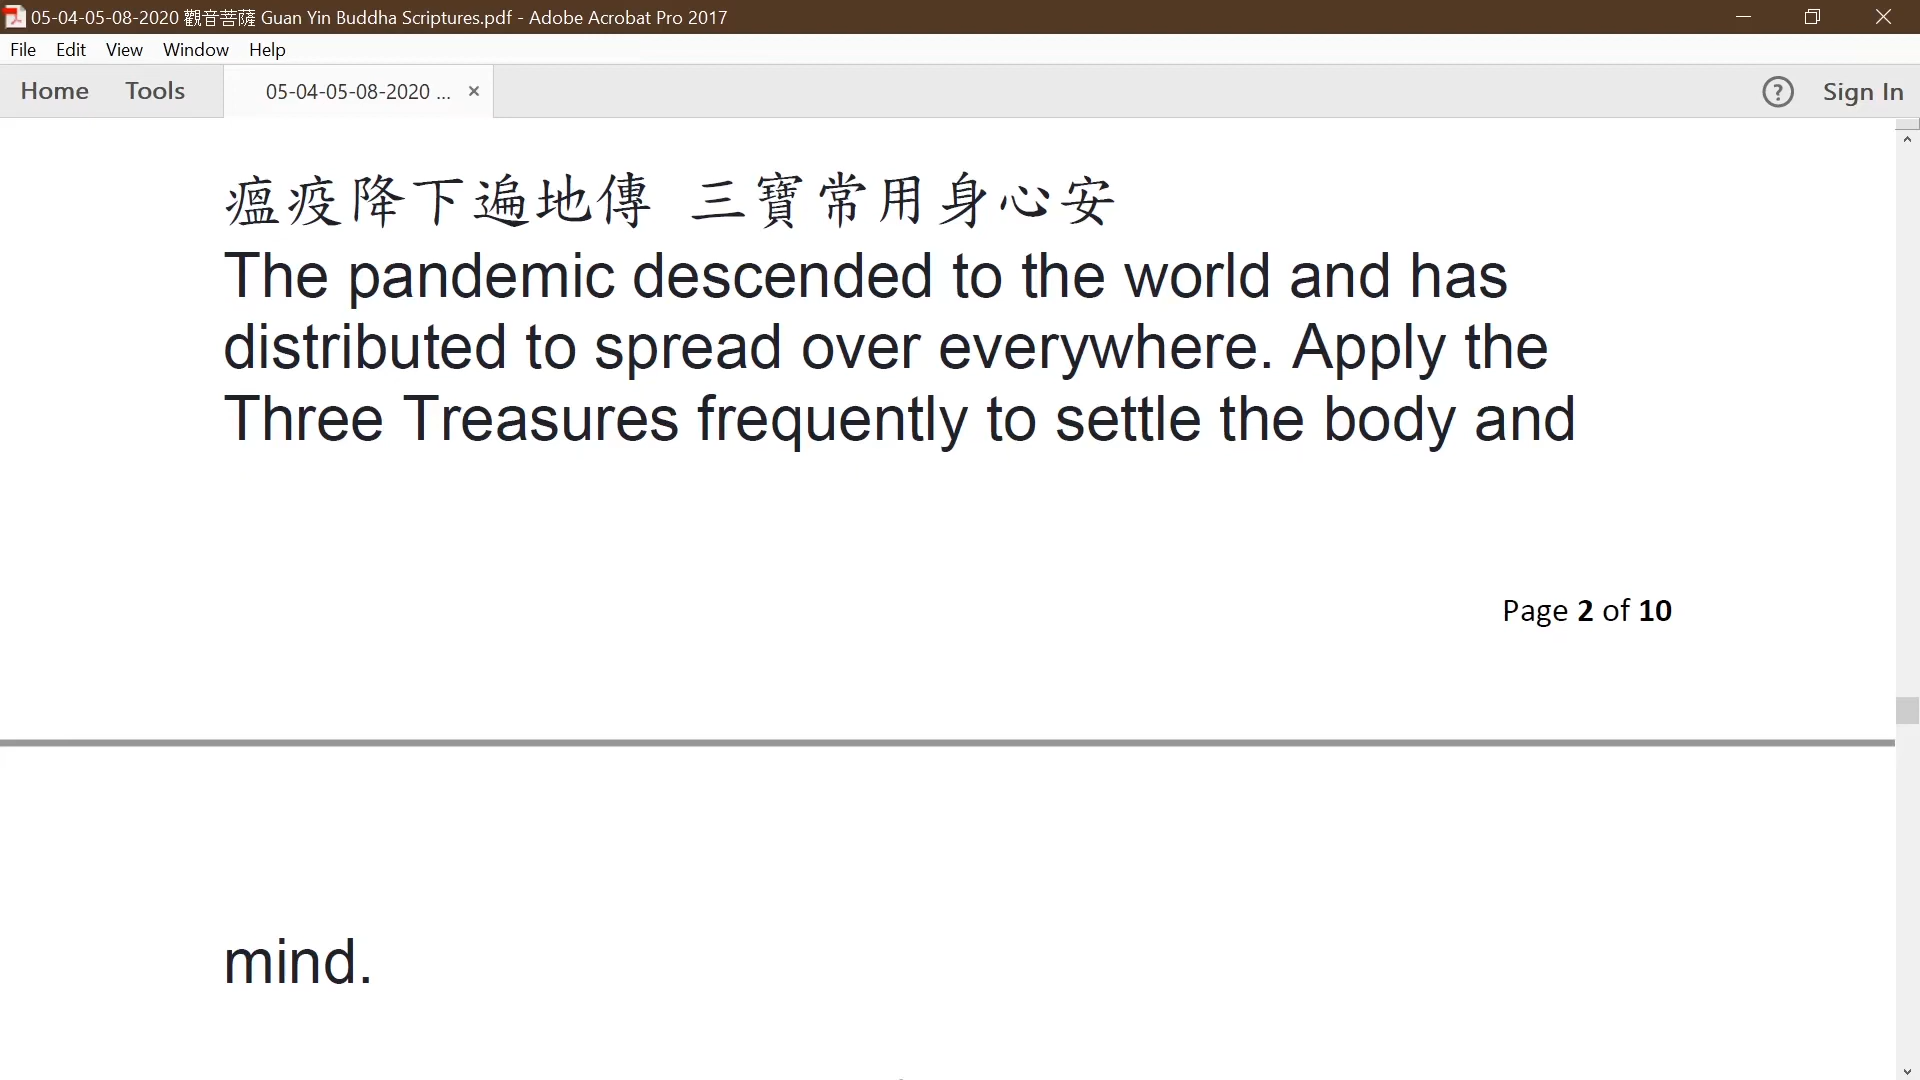 05-04-05-08-2020 觀音菩薩 Guan Yin Buddha Scriptures.pdf - Adobe Acrobat Pro 2017
File Edit View Window Help
Home Tools 05-04-05-08-2020 ... × ? Sign In
瘟疫降下遍地傳 三寶常用身心安
The pandemic descended to the world and has
distributed to spread over everywhere. Apply the
Three Treasures frequently to settle the body and
Page 2 of 10
mind.